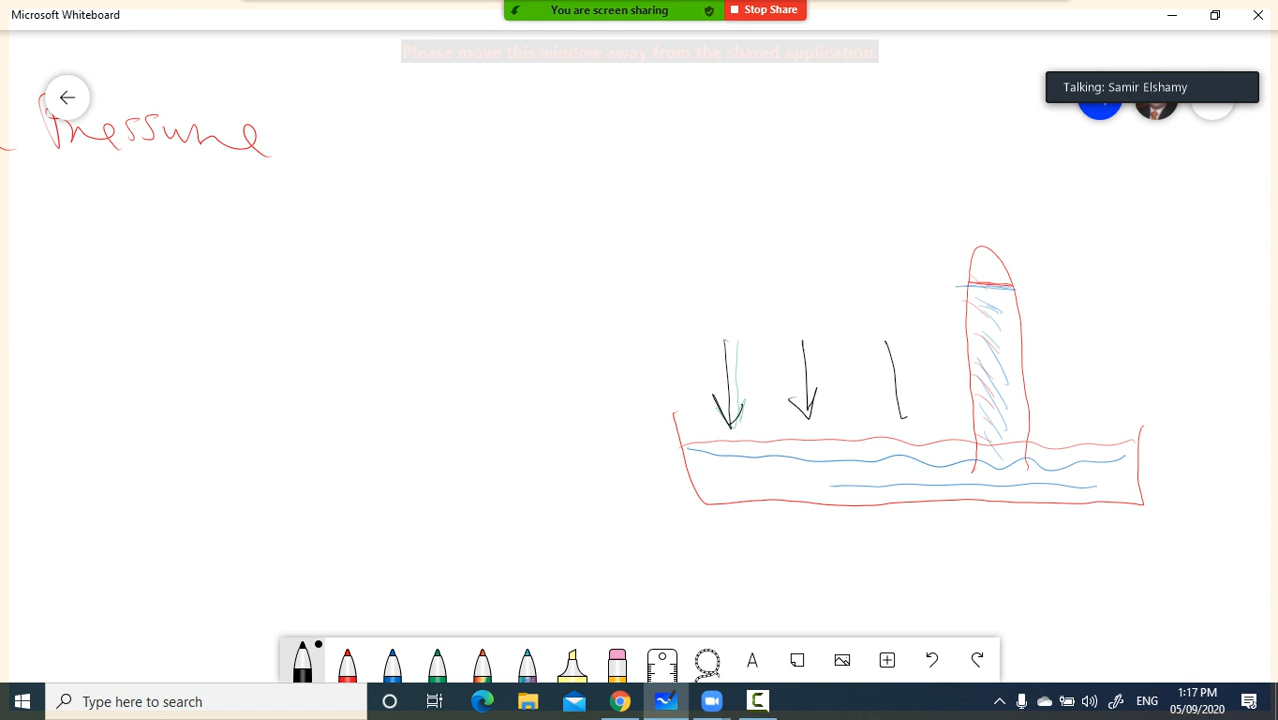 You are screen sharing
Stop Share
Microsoft Whiteboard
Please move this window away from the shared application.
Talking: Samir Elshamy
Pressure
A
Type here to search
ENG
1:17 PM
05/09/2020